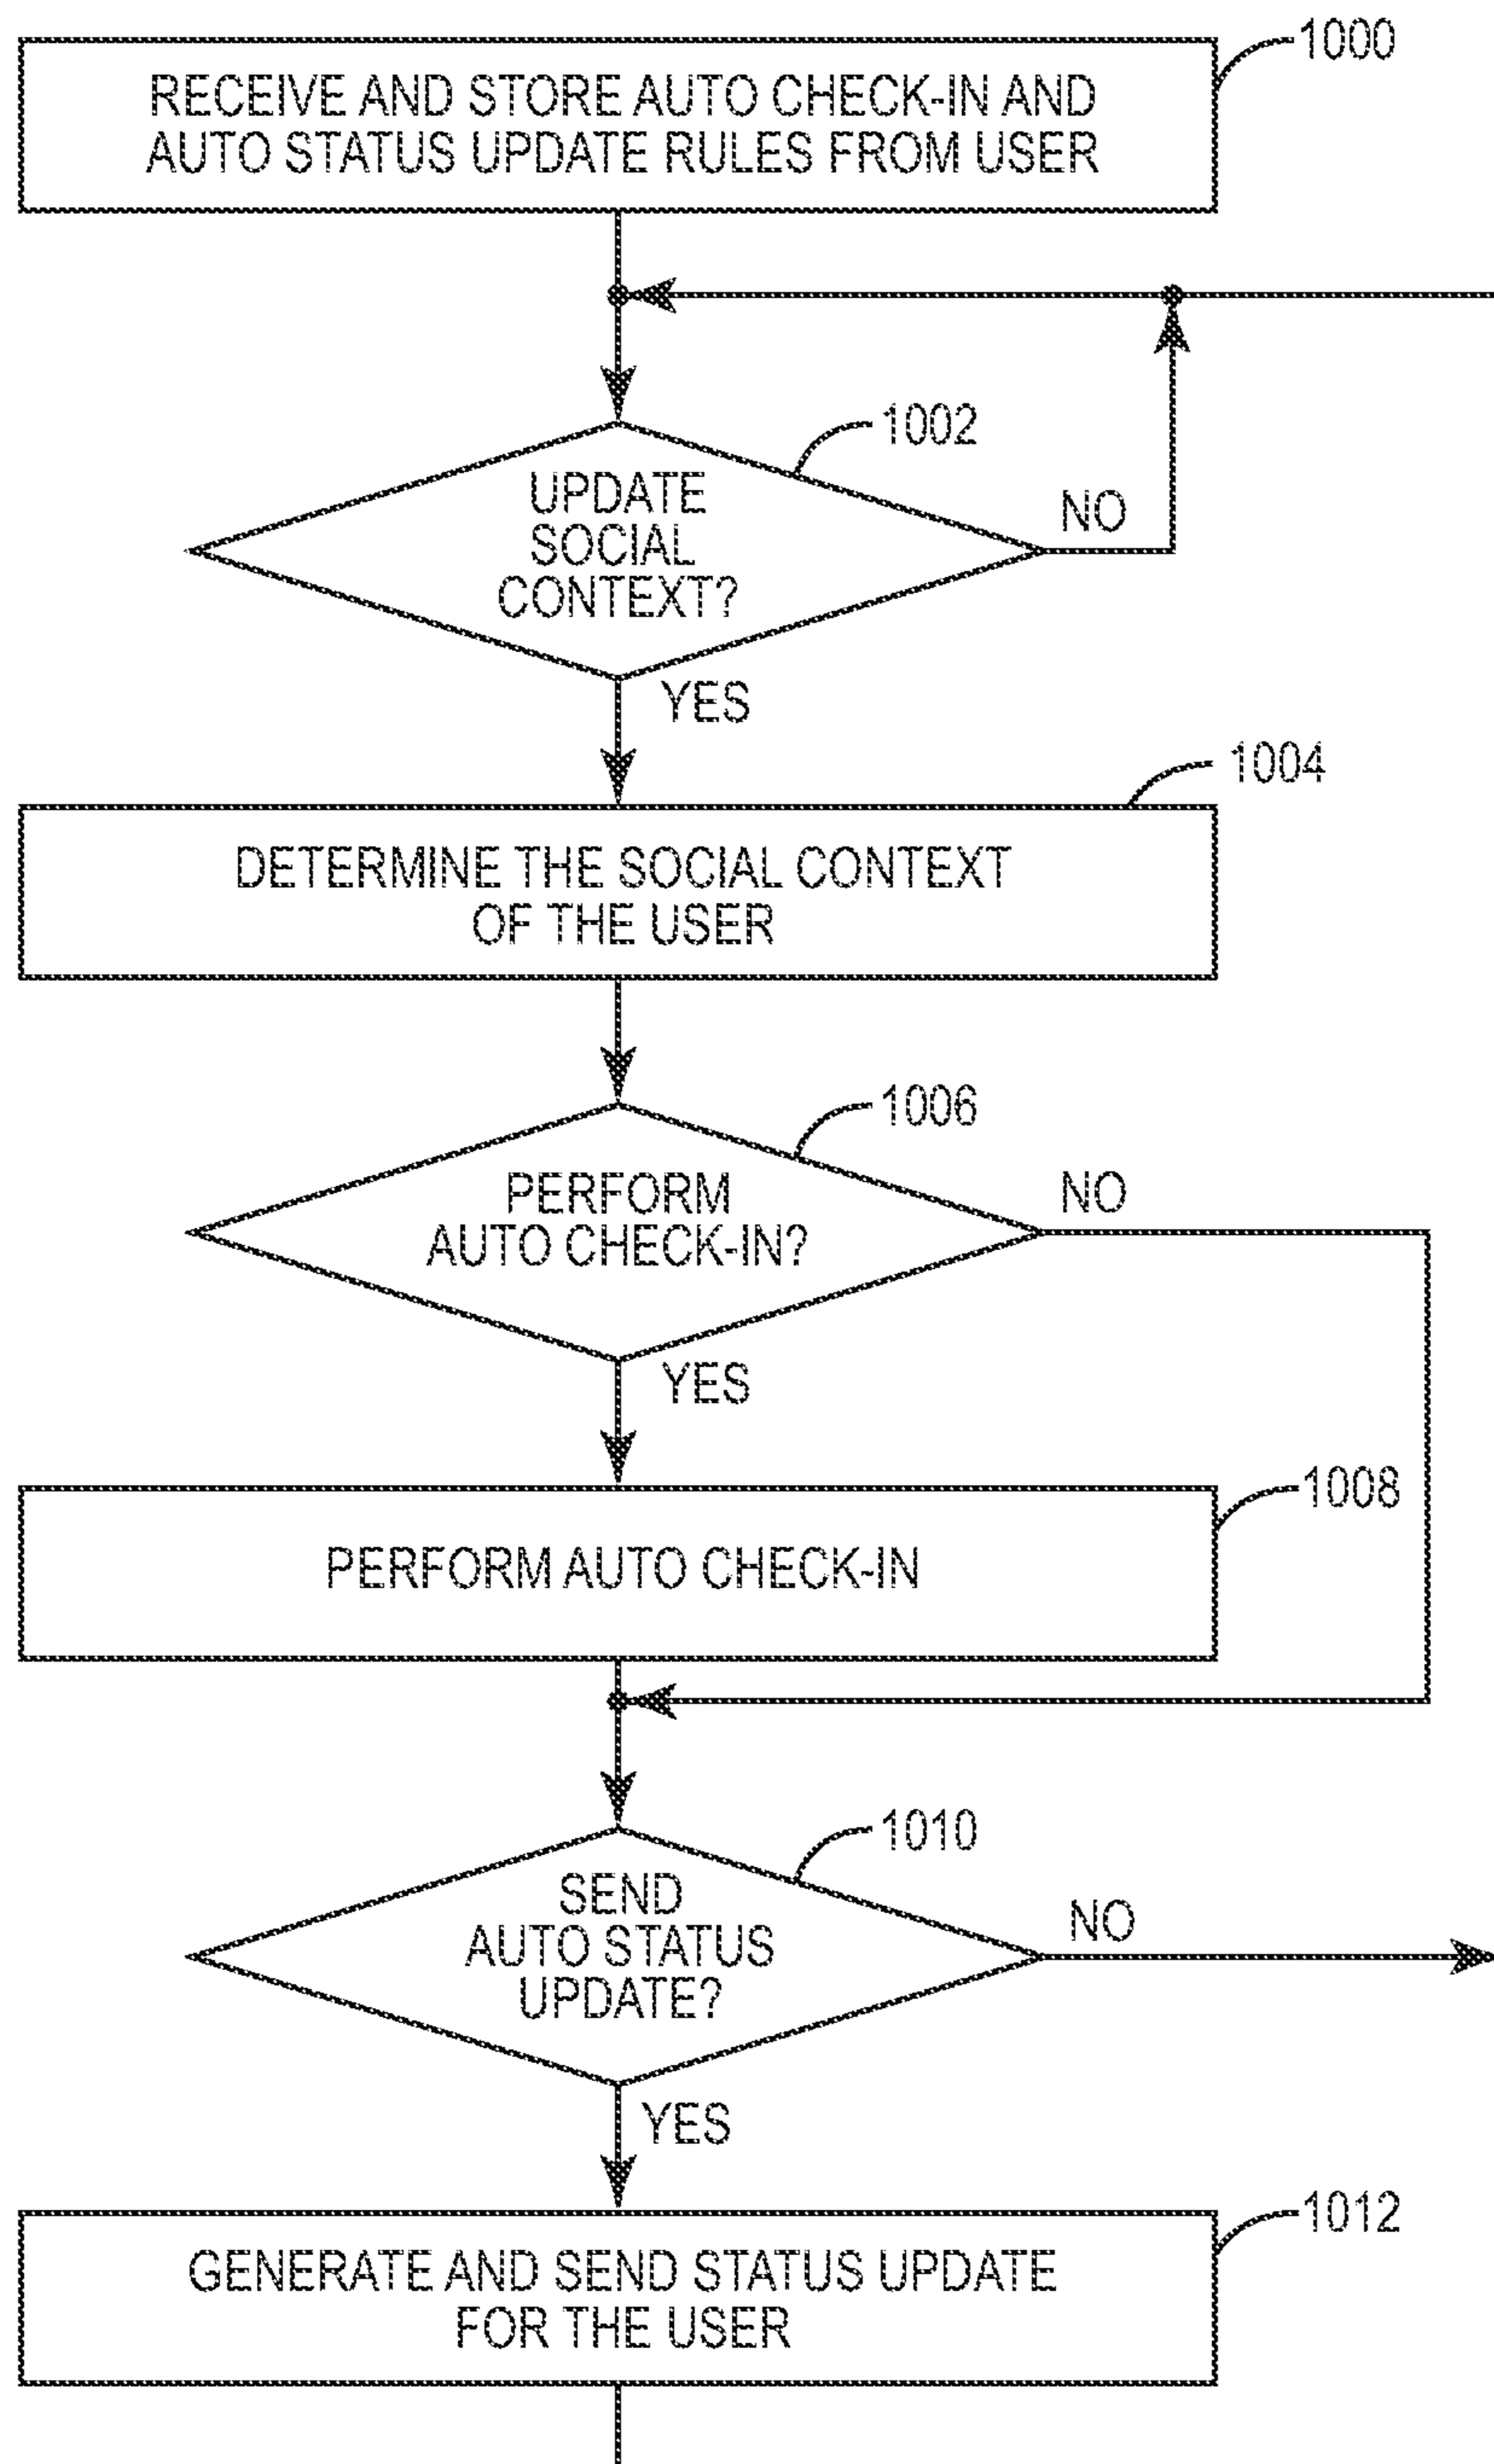 1000
RECEIVE AND STORE AUTO CHECK-IN AND
AUTO STATUS UPDATE RULES FROM USER
1002
UPDATE
SOCIAL
CONTEXT?
NO
YES
1004
DETERMINE THE SOCIAL CONTEXT
OF THE USER
1006
PERFORM
AUTO CHECK-IN?
NO
YES
1008
PERFORM AUTO CHECK-IN
1010
SEND
AUTO STATUS
UPDATE?
NO
YES
1012
GENERATE AND SEND STATUS UPDATE
FOR THE USER